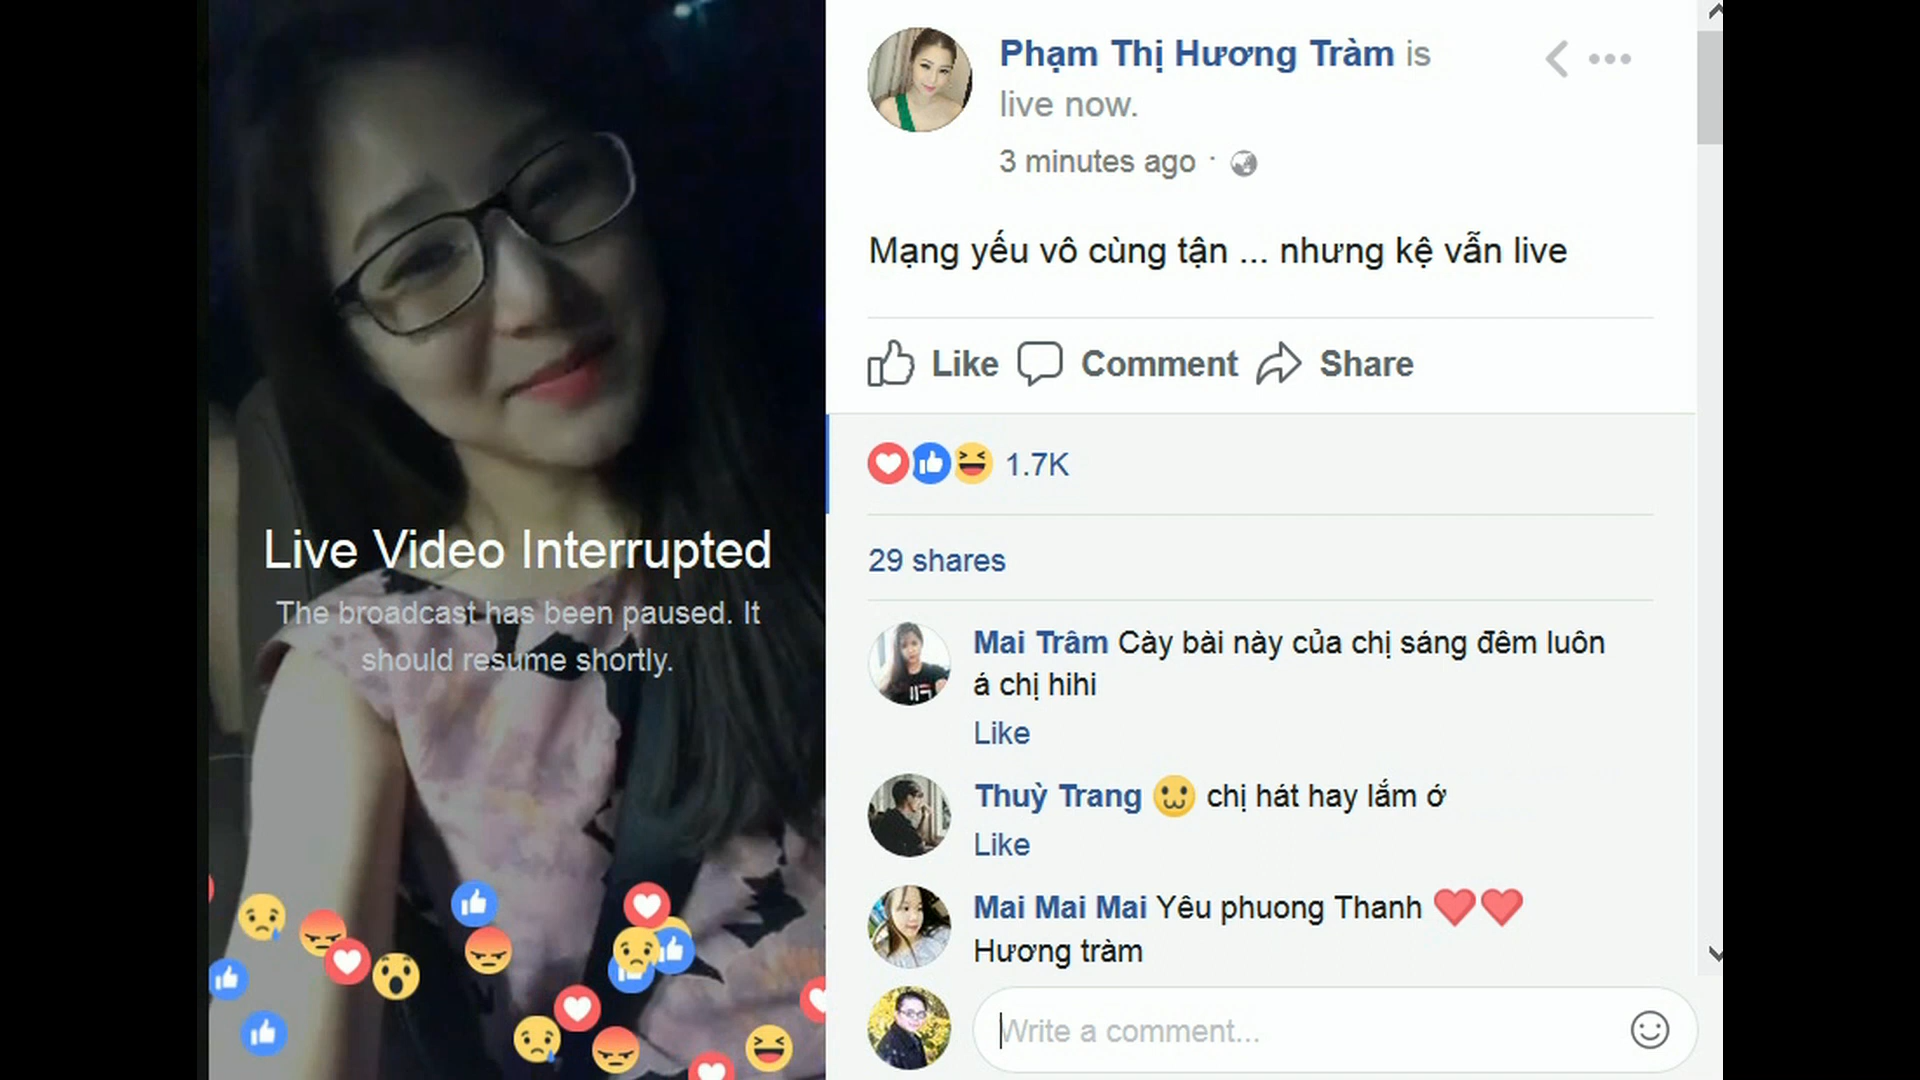 Live Video Interrupted
The broadcast has been paused. It
should resume shortly.
Phạm Thị Hương Tràm is
live now.
3 minutes ago ·
Mạng yếu vô cùng tận ... nhưng kệ vẫn live
Like Comment Share
1.7K
29 shares
Mai Trâm Cày bài này của chị sáng đêm luôn
á chị hihi
Like
Thuỳ Trang chị hát hay lắm ớ
Like
Mai Mai Mai Yêu phuong Thanh
Hương tràm
Write a comment...